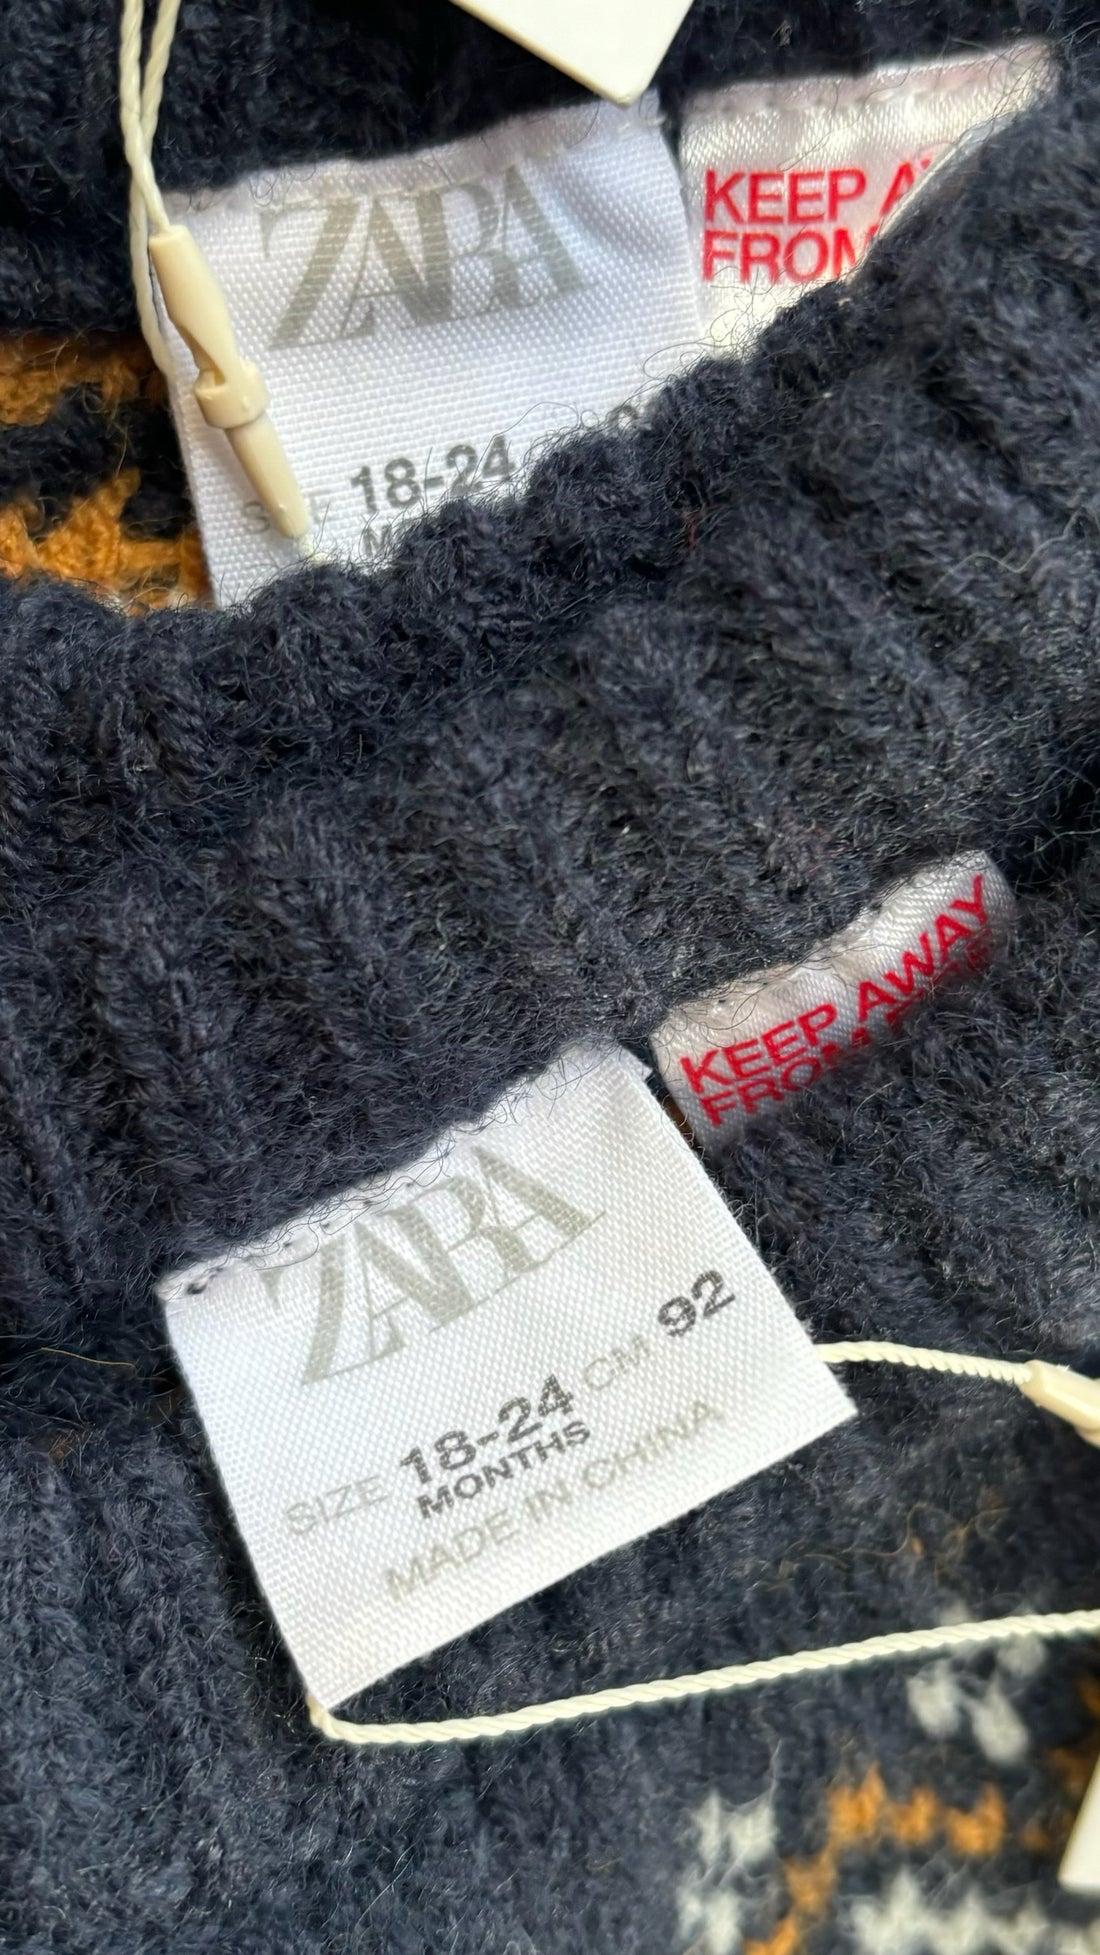 ZARA
KEEP
FROM
18-24
ZARA
SIZE 18-24 CM 92
MONTHS
MADE IN CHINA
KEEP AWAY
FROM